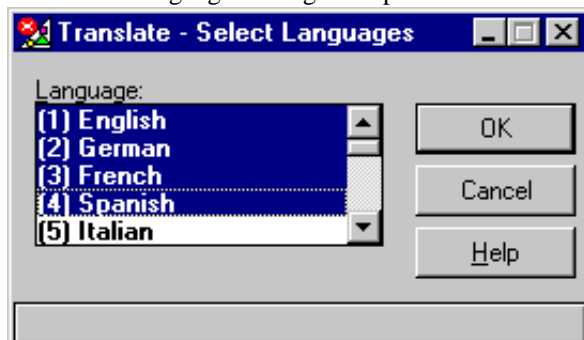 Translate - Select Languages
Language:
(1) English
(2) German
(3) French
(4) Spanish
(5) Italian
OK
Cancel
Help